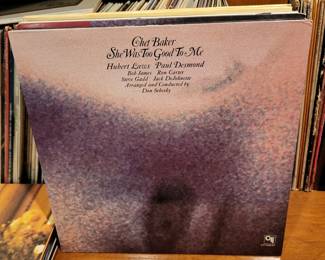 Chet Baker
She Was Too Good To Me
Hubert Laws Paul Desmond
Bob James Ron Carter
Steve Gadd Jack DeJohnette
Arranged and Conducted by
Don Sebesky